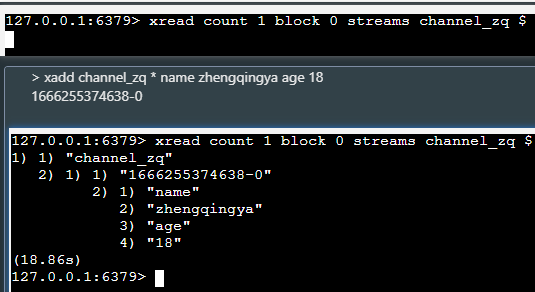 127.0.0.1:6379> xread count 1 block 0 streams channel_zq $
> xadd channel_zq * name zhengqingya age 18
1666255374638-0
127.0.0.1:6379> xread count 1 block 0 streams channel_zq $
1) 1) "channel_zq"
   2) 1) 1) "1666255374638-0"
         2) 1) "name"
            2) "zhengqingya"
            3) "age"
            4) "18"
(18.86s)
127.0.0.1:6379>